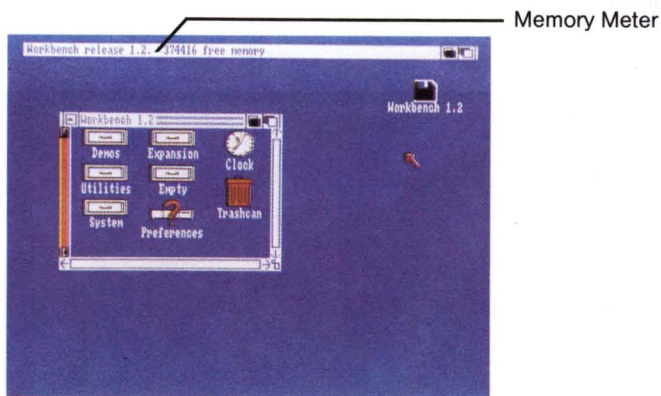 Memory Meter
Workbench release 1.2. 374416 free memory
Workbench 1.2
Workbench 1.2
Demos
Expansion
Clock
Utilities
Empty
Trashcan
System
Preferences